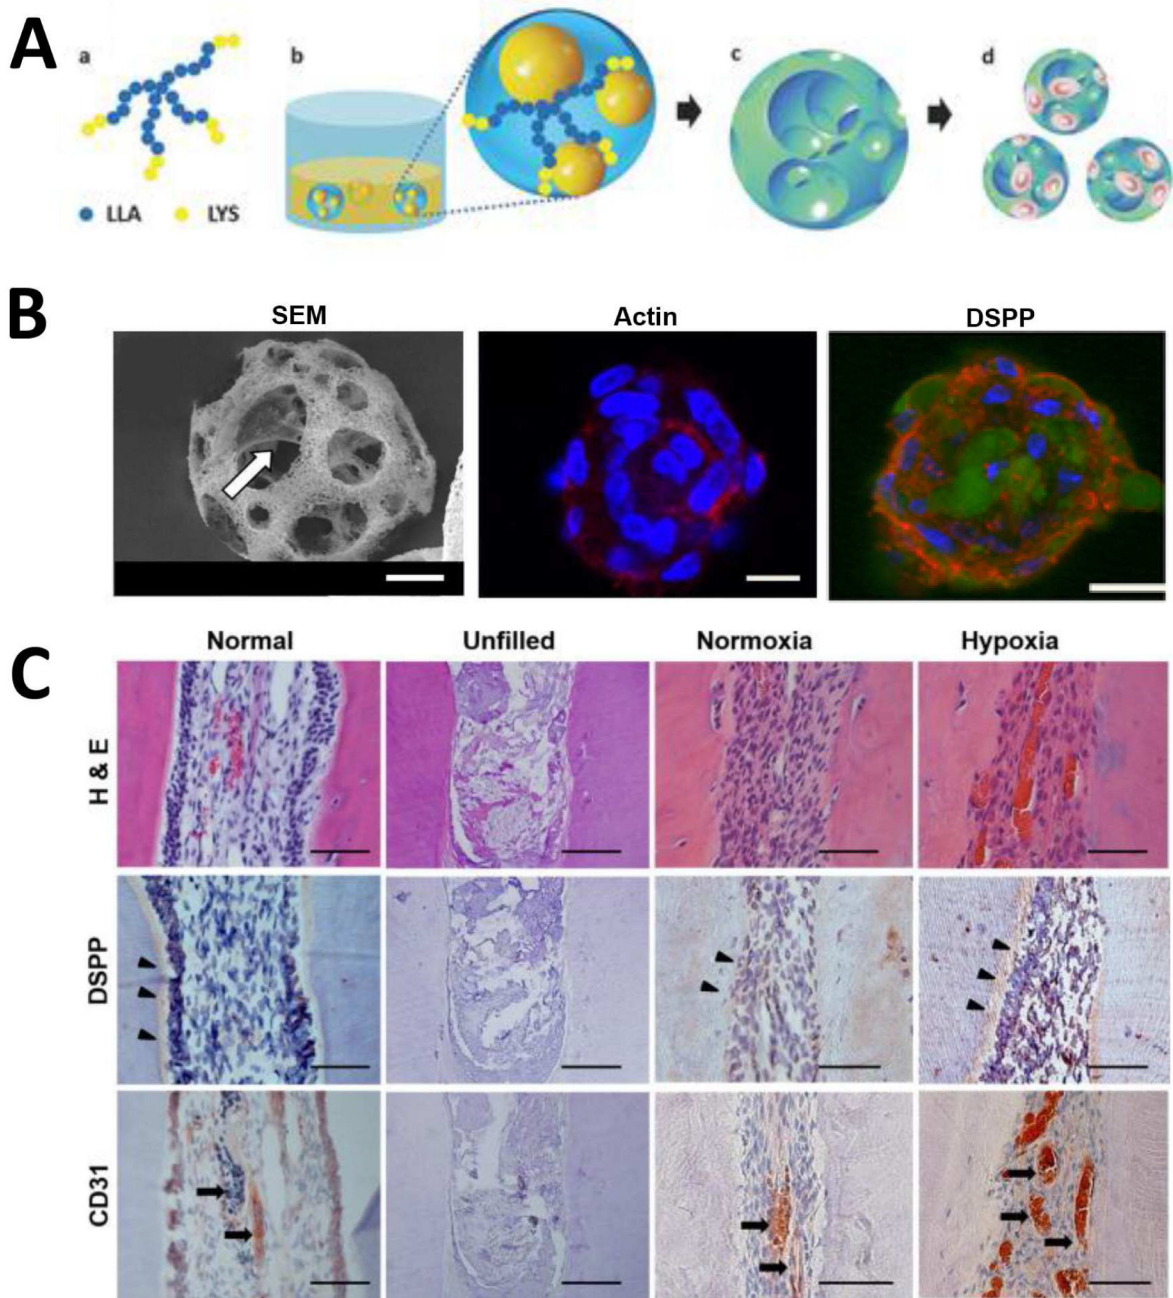 A
a
b
c
d
LLA
LYS
B
SEM
Actin
DSPP
C
Normal
Unfilled
Normoxia
Hypoxia
H & E
DSPP
CD31